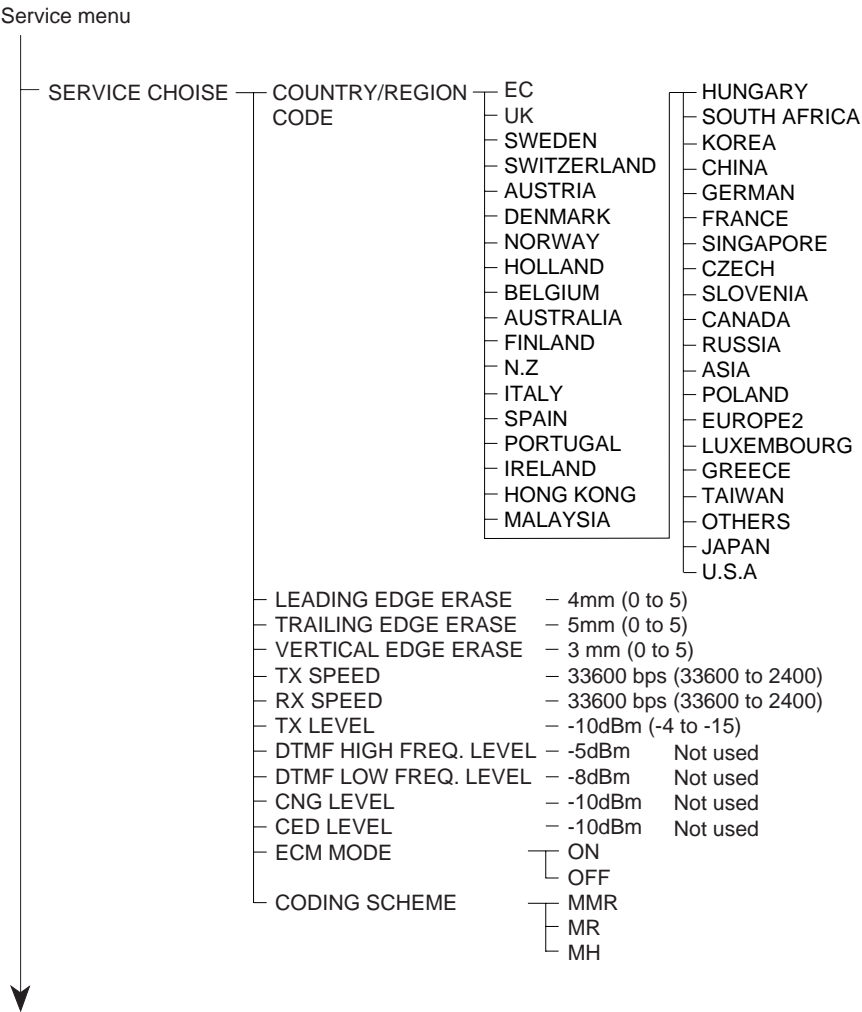 Service menu
SERVICE CHOISE
COUNTRY/REGION
CODE
EC
UK
SWEDEN
SWITZERLAND
AUSTRIA
DENMARK
NORWAY
HOLLAND
BELGIUM
AUSTRALIA
FINLAND
N.Z
ITALY
SPAIN
PORTUGAL
IRELAND
HONG KONG
MALAYSIA
HUNGARY
SOUTH AFRICA
KOREA
CHINA
GERMAN
FRANCE
SINGAPORE
CZECH
SLOVENIA
CANADA
RUSSIA
ASIA
POLAND
EUROPE2
LUXEMBOURG
GREECE
TAIWAN
OTHERS
JAPAN
U.S.A
LEADING EDGE ERASE 4mm (0 to 5)
TRAILING EDGE ERASE 5mm (0 to 5)
VERTICAL EDGE ERASE 3 mm (0 to 5)
TX SPEED 33600 bps (33600 to 2400)
RX SPEED 33600 bps (33600 to 2400)
TX LEVEL -10dBm (-4 to -15)
DTMF HIGH FREQ. LEVEL -5dBm Not used
DTMF LOW FREQ. LEVEL -8dBm Not used
CNG LEVEL -10dBm Not used
CED LEVEL -10dBm Not used
ECM MODE ON
OFF
CODING SCHEME MMR
MR
MH